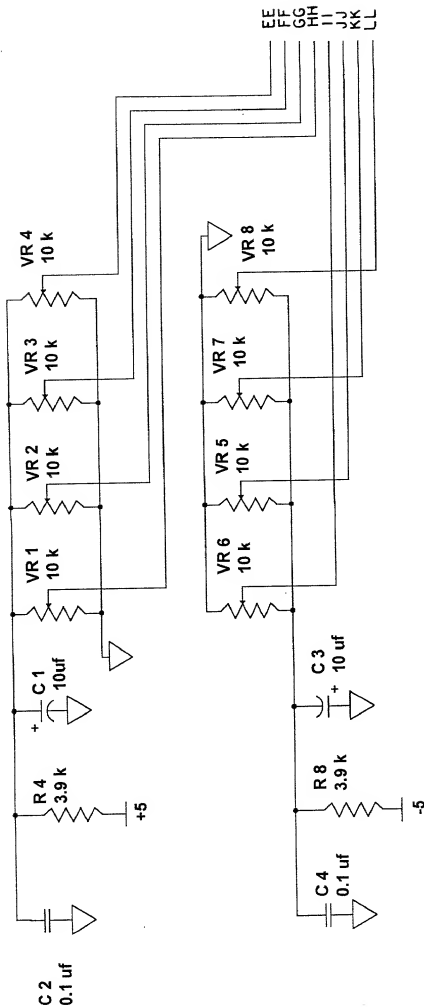 EE
FF
GG
HH
II
JJ
KK
LL
VR 4
10 k
VR 3
10 k
VR 2
10 k
VR 1
10 k
C 1
+
10uf
R 4
3.9 k
+5
C 2
0.1 uf
VR 8
10 k
VR 7
10 k
VR 5
10 k
VR 6
10 k
C 3
+
10 uf
R 8
3.9 k
-5
C 4
0.1 uf